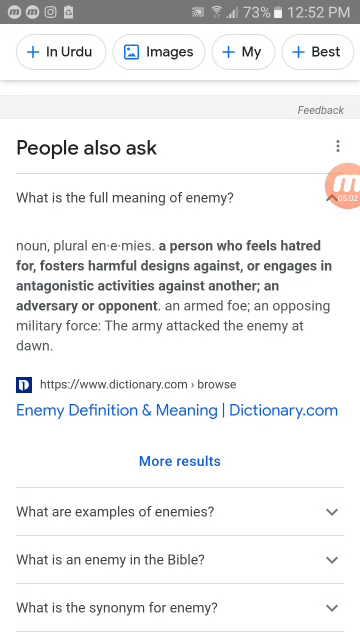 73% 12:52 PM
+ In Urdu Images + My + Best
Feedback
People also ask
What is the full meaning of enemy?
05:02
noun, plural en·e·mies. a person who feels hatred
for, fosters harmful designs against, or engages in
antagonistic activities against another; an
adversary or opponent. an armed foe; an opposing
military force: The army attacked the enemy at
dawn.
https://www.dictionary.com › browse
Enemy Definition & Meaning | Dictionary.com
More results
What are examples of enemies?
What is an enemy in the Bible?
What is the synonym for enemy?